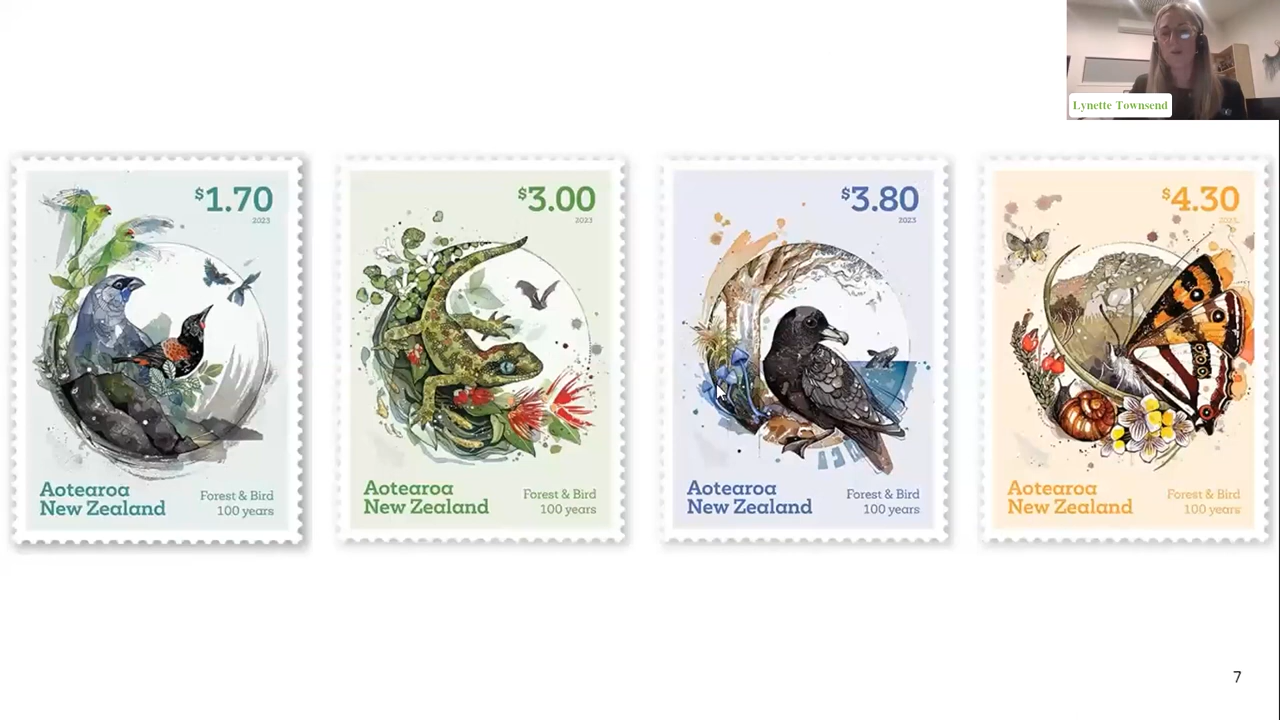 Lynette Townsend
$1.70
2023
Aotearoa
New Zealand
Forest & Bird
100 years
$3.00
2023
Aotearoa
New Zealand
Forest & Bird
100 years
$3.80
2023
Aotearoa
New Zealand
Forest & Bird
100 years
$4.30
2023
Aotearoa
New Zealand
Forest & Bird
100 years
7